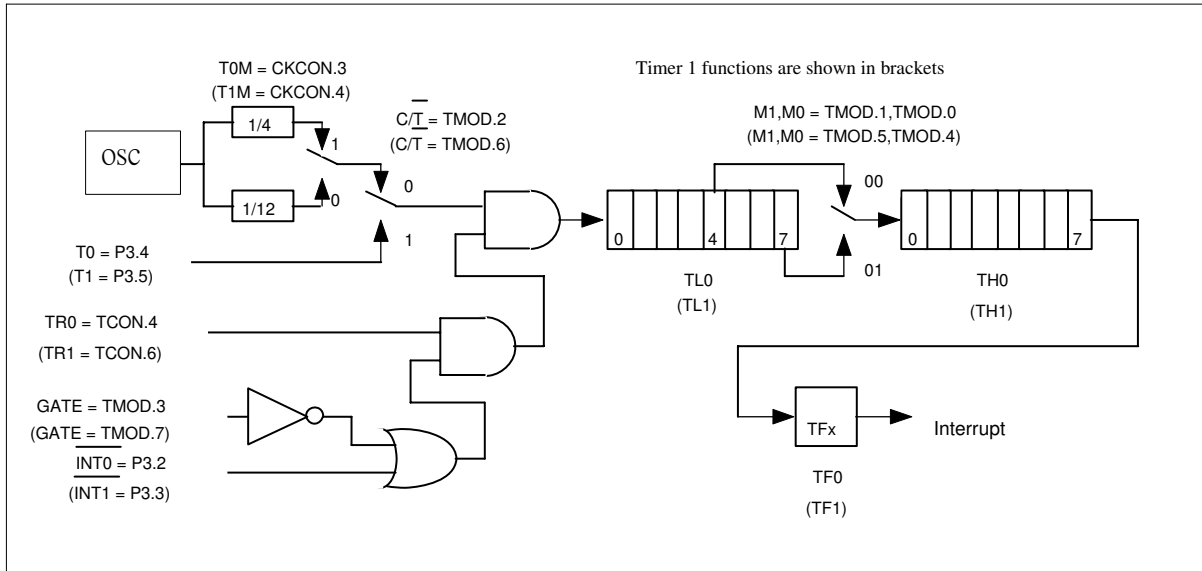 T0M = CKCON.3
(T1M = CKCON.4)
Timer 1 functions are shown in brackets
C/T̅ = TMOD.2
(C/T̅ = TMOD.6)
M1,M0 = TMOD.1,TMOD.0
(M1,M0 = TMOD.5,TMOD.4)
OSC
1/4
1
0
1/12
0
1
T0 = P3.4
(T1 = P3.5)
0 4 7
TL0
(TL1)
00
01
0 7
TH0
(TH1)
TR0 = TCON.4
(TR1 = TCON.6)
GATE = TMOD.3
(GATE = TMOD.7)
I̅N̅T̅0̅ = P3.2
(I̅N̅T̅1̅ = P3.3)
TFx
Interrupt
TF0
(TF1)